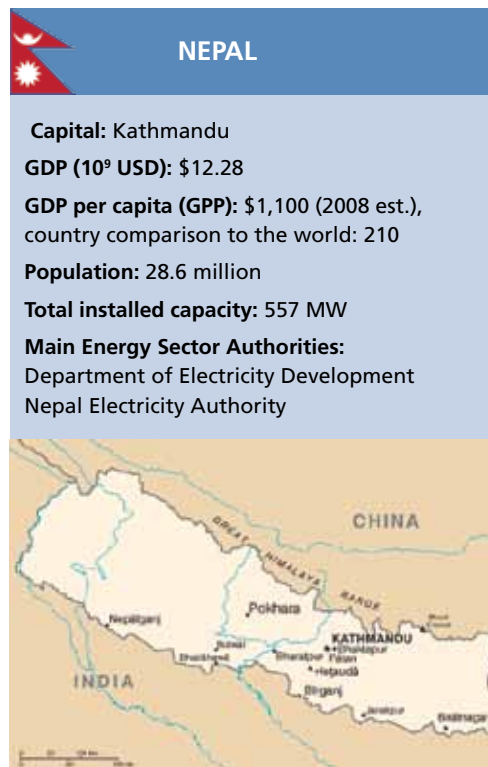 NEPAL
Capital: Kathmandu
GDP (10⁹ USD): $12.28
GDP per capita (GPP): $1,100 (2008 est.),
country comparison to the world: 210
Population: 28.6 million
Total installed capacity: 557 MW
Main Energy Sector Authorities:
Department of Electricity Development
Nepal Electricity Authority
CHINA
GREAT HIMALAYA RANGE
Pokhara
Nepālganj
KATHMANDU
Butwal
Bharatpur Patan
Hetauda
INDIA
Birganj
Janakpur